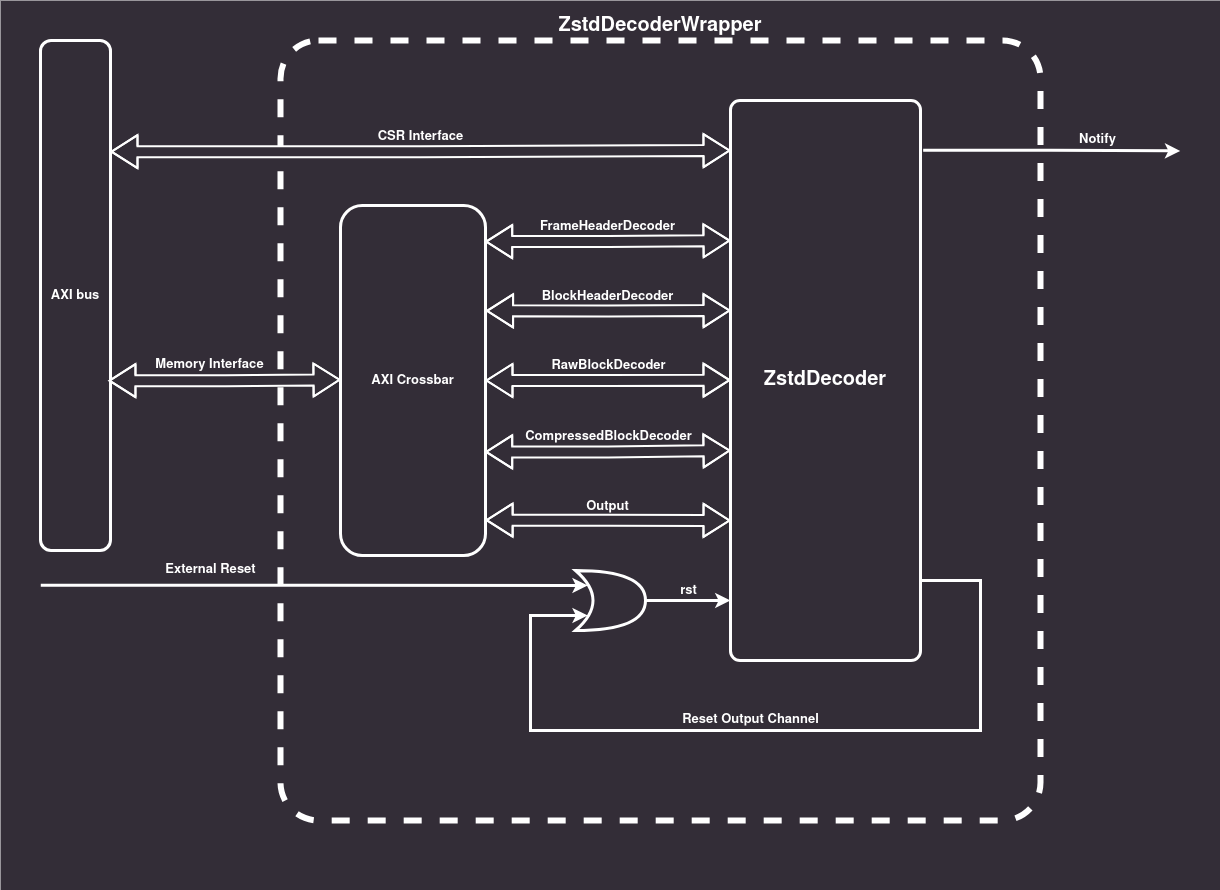 ZstdDecoderWrapper
CSR Interface
Notify
FrameHeaderDecoder
AXI bus
BlockHeaderDecoder
Memory Interface
RawBlockDecoder
AXI Crossbar
ZstdDecoder
CompressedBlockDecoder
Output
External Reset
rst
Reset Output Channel